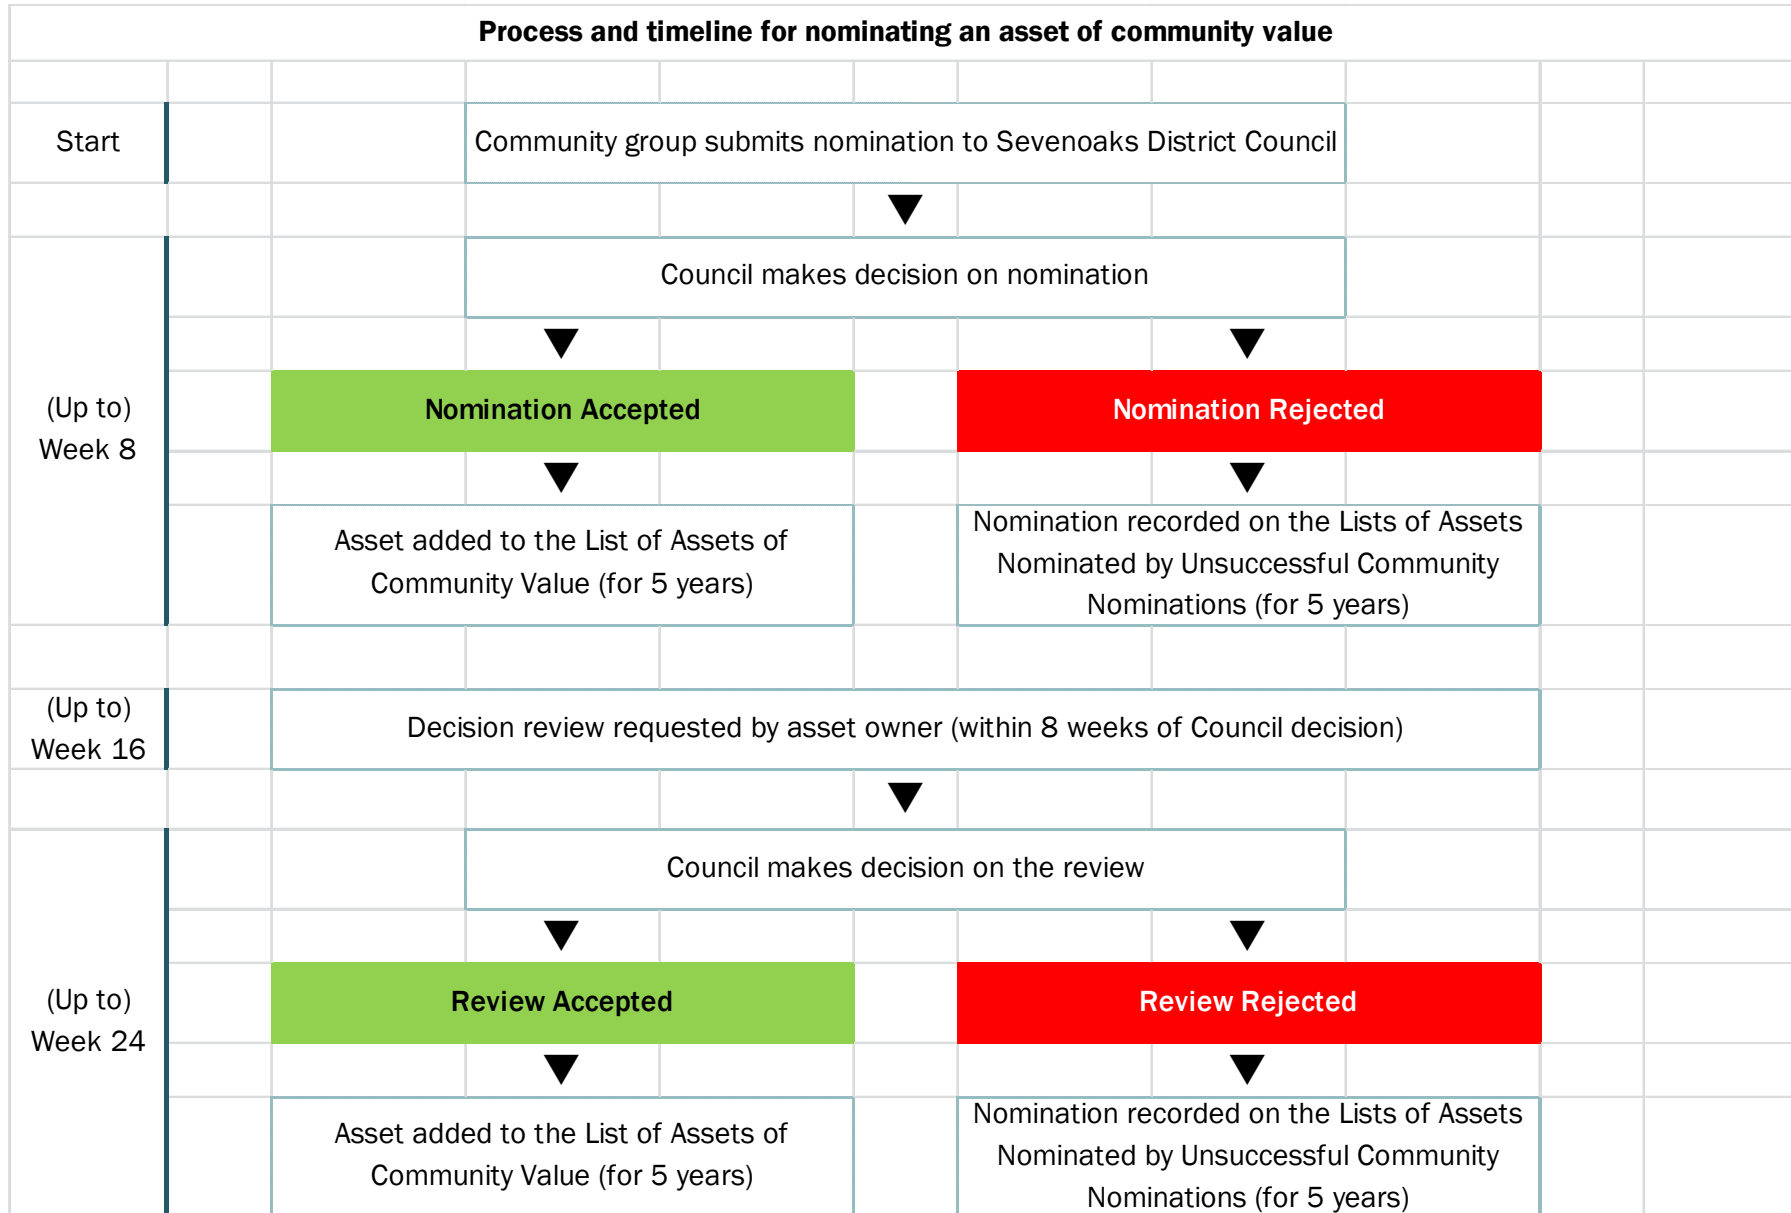 Process and timeline for nominating an asset of community value
Start
Community group submits nomination to Sevenoaks District Council
(Up to)
Week 8
Council makes decision on nomination
Nomination Accepted
Nomination Rejected
Asset added to the List of Assets of
Community Value (for 5 years)
Nomination recorded on the Lists of Assets
Nominated by Unsuccessful Community
Nominations (for 5 years)
(Up to)
Week 16
Decision review requested by asset owner (within 8 weeks of Council decision)
(Up to)
Week 24
Council makes decision on the review
Review Accepted
Review Rejected
Asset added to the List of Assets of
Community Value (for 5 years)
Nomination recorded on the Lists of Assets
Nominated by Unsuccessful Community
Nominations (for 5 years)